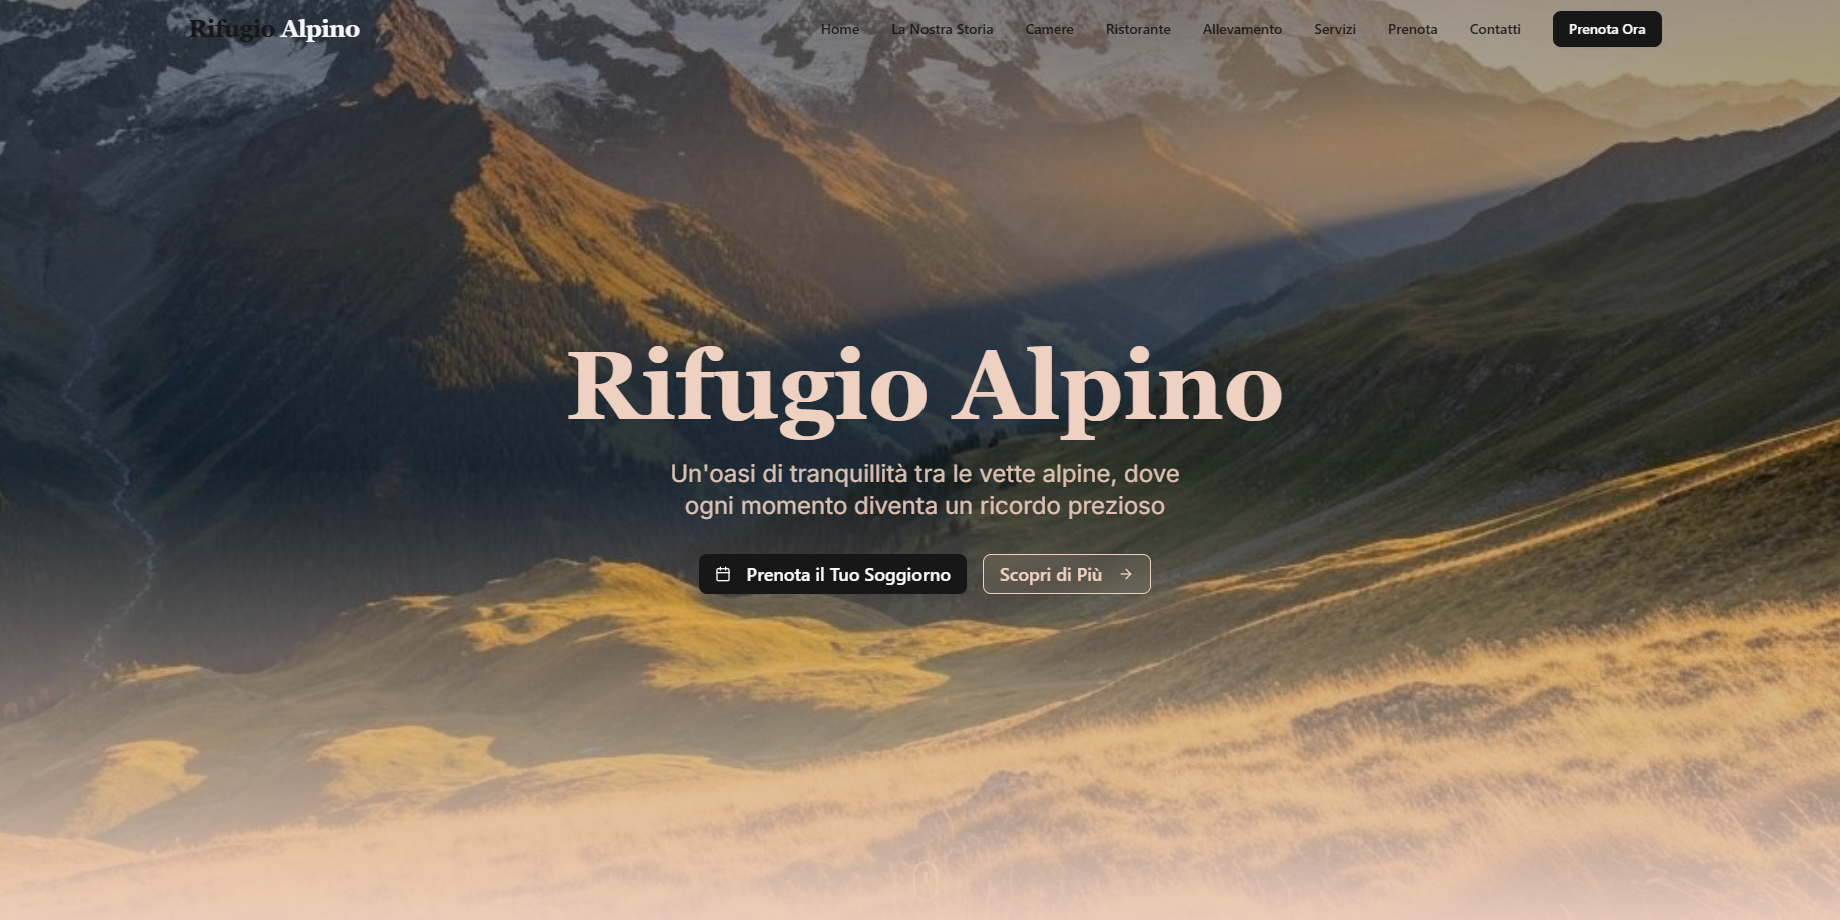 Rifugio Alpino
Home
La Nostra Storia
Camere
Ristorante
Allevamento
Servizi
Prenota
Contatti
Prenota Ora
Rifugio Alpino
Un'oasi di tranquillità tra le vette alpine, dove
ogni momento diventa un ricordo prezioso
Prenota il Tuo Soggiorno
Scopri di Più